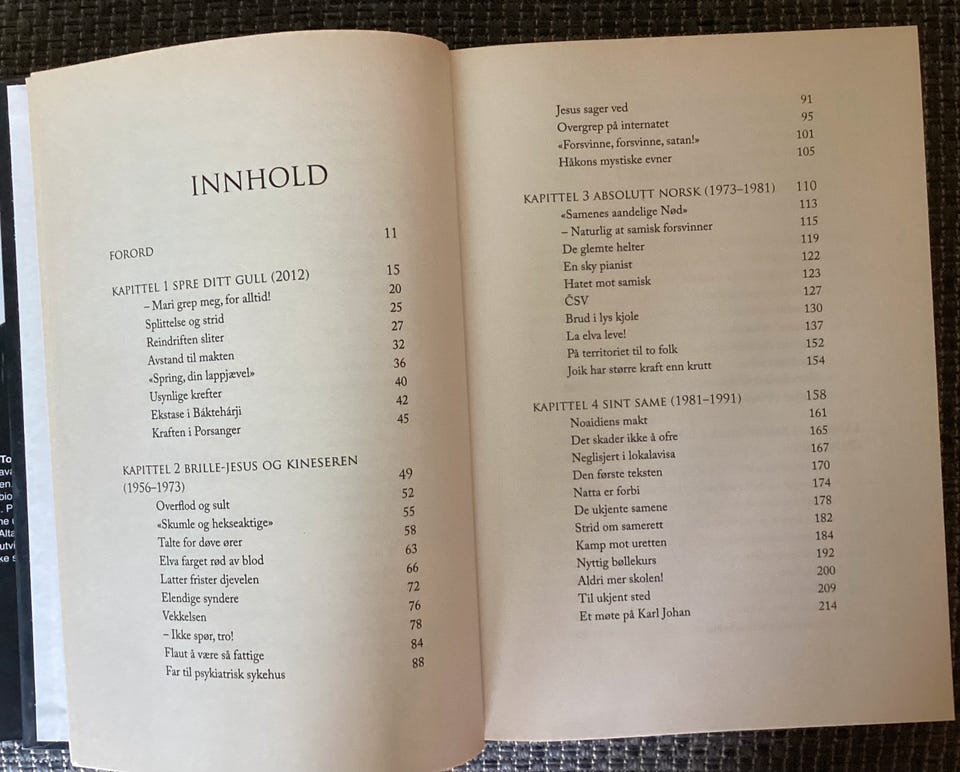 INNHOLD
FORORD 11
KAPITTEL 1 SPRE DITT GULL (2012) 15
– Mari grep meg, for alltid! 20
Splittelse og strid 25
Reindriften sliter 27
Avstand til makten 32
«Spring, din lappjævel» 36
Usynlige krefter 40
Ekstase i Báktehárji 42
Kraften i Porsanger 45
KAPITTEL 2 BRILLE-JESUS OG KINESEREN
(1956–1973) 49
Overflod og sult 52
«Skumle og hekseaktige» 55
Talte for døve ører 58
Elva farget rød av blod 63
Latter frister djevelen 66
Elendige syndere 72
Vekkelsen 76
– Ikke spør, tro! 78
Flaut å være så fattige 84
Far til psykiatrisk sykehus 88
Jesus sager ved 91
Overgrep på internatet 95
«Forsvinne, forsvinne, satan!» 101
Håkons mystiske evner 105
KAPITTEL 3 ABSOLUTT NORSK (1973–1981) 110
«Samenes aandelige Nød» 113
– Naturlig at samisk forsvinner 115
De glemte helter 119
En sky pianist 122
Hatet mot samisk 123
ČSV 127
Brud i lys kjole 130
La elva leve! 137
På territoriet til to folk 152
Joik har større kraft enn krutt 154
KAPITTEL 4 SINT SAME (1981–1991) 158
Noaidiens makt 161
Det skader ikke å ofre 165
Neglisjert i lokalavisa 167
Den første teksten 170
Natta er forbi 174
De ukjente samene 178
Strid om samerett 182
Kamp mot uretten 184
Nyttig bøllekurs 192
Aldri mer skolen! 200
Til ukjent sted 209
Et møte på Karl Johan 214